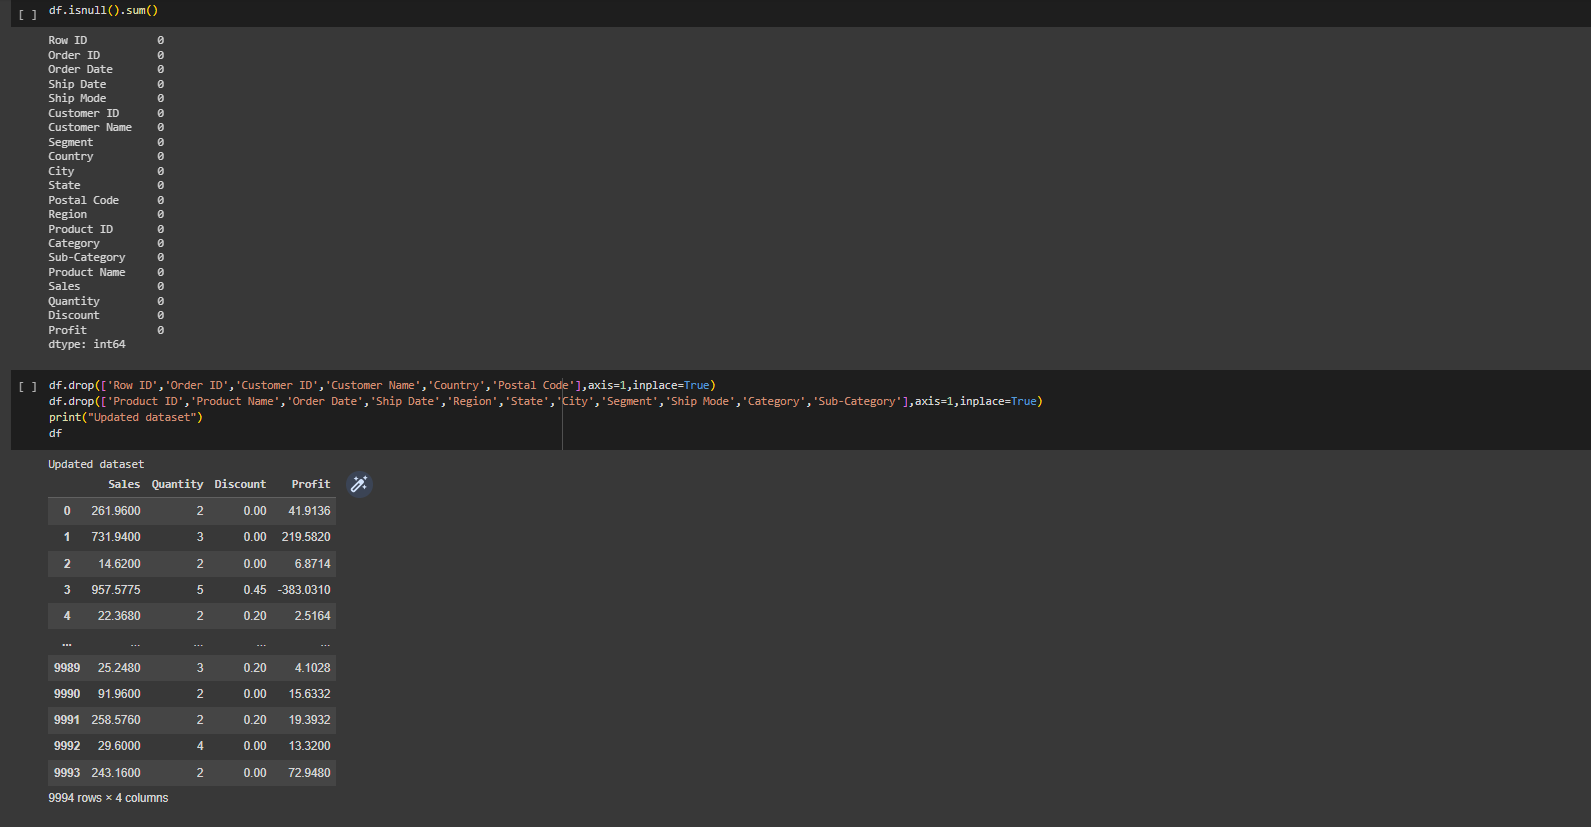 [ ] df.isnull().sum()
Row ID 0
Order ID 0
Order Date 0
Ship Date 0
Ship Mode 0
Customer ID 0
Customer Name 0
Segment 0
Country 0
City 0
State 0
Postal Code 0
Region 0
Product ID 0
Category 0
Sub-Category 0
Product Name 0
Sales 0
Quantity 0
Discount 0
Profit 0
dtype: int64
[ ] df.drop(['Row ID','Order ID','Customer ID','Customer Name','Country','Postal Code'],axis=1,inplace=True)
df.drop(['Product ID','Product Name','Order Date','Ship Date','Region','State','City','Segment','Ship Mode','Category','Sub-Category'],axis=1,inplace=True)
print("Updated dataset")
df
Updated dataset
Sales Quantity Discount Profit
0 261.9600 2 0.00 41.9136
1 731.9400 3 0.00 219.5820
2 14.6200 2 0.00 6.8714
3 957.5775 5 0.45 -383.0310
4 22.3680 2 0.20 2.5164
... ... ... ... ...
9989 25.2480 3 0.20 4.1028
9990 91.9600 2 0.00 15.6332
9991 258.5760 2 0.20 19.3932
9992 29.6000 4 0.00 13.3200
9993 243.1600 2 0.00 72.9480
9994 rows × 4 columns